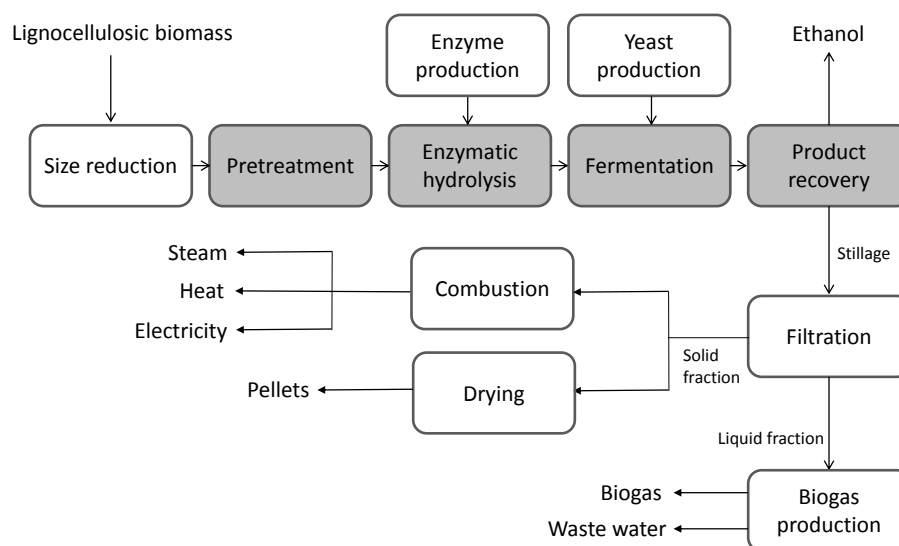 Lignocellulosic biomass
Enzyme
production
Yeast
production
Ethanol
Size reduction
Pretreatment
Enzymatic
hydrolysis
Fermentation
Product
recovery
Stillage
Steam
Heat
Electricity
Combustion
Filtration
Solid
fraction
Pellets
Drying
Liquid fraction
Biogas
Waste water
Biogas
production